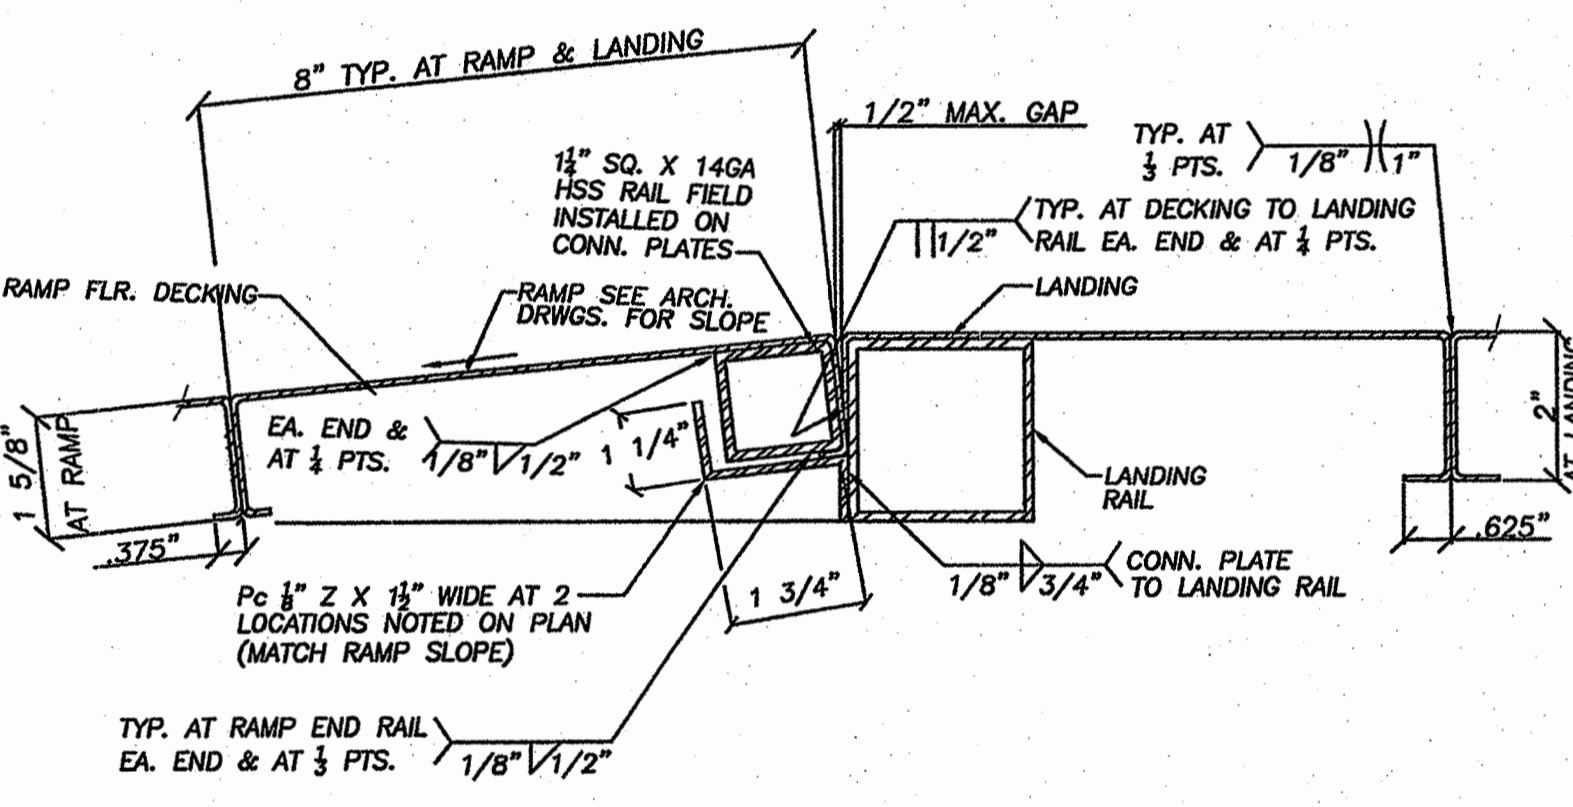 8" TYP. AT RAMP & LANDING
1/2" MAX. GAP
TYP. AT
1/3 PTS.
1/8"
1"
1 1/4" SQ. X 14GA
HSS RAIL FIELD
INSTALLED ON
CONN. PLATES
1/2"
TYP. AT DECKING TO LANDING
RAIL EA. END & AT 1/4 PTS.
RAMP FLR. DECKING
RAMP SEE ARCH.
DRWGS. FOR SLOPE
LANDING
1 5/8"
AT RAMP
EA. END &
AT 1/4 PTS.
1/8"
1/2"
1 1/4"
2"
AT LANDING
LANDING
RAIL
.375"
.625"
Pc 1/8" Z X 1 1/2" WIDE AT 2
LOCATIONS NOTED ON PLAN
(MATCH RAMP SLOPE)
1 3/4"
1/8"
3/4"
CONN. PLATE
TO LANDING RAIL
TYP. AT RAMP END RAIL
EA. END & AT 1/3 PTS.
1/8"
1/2"